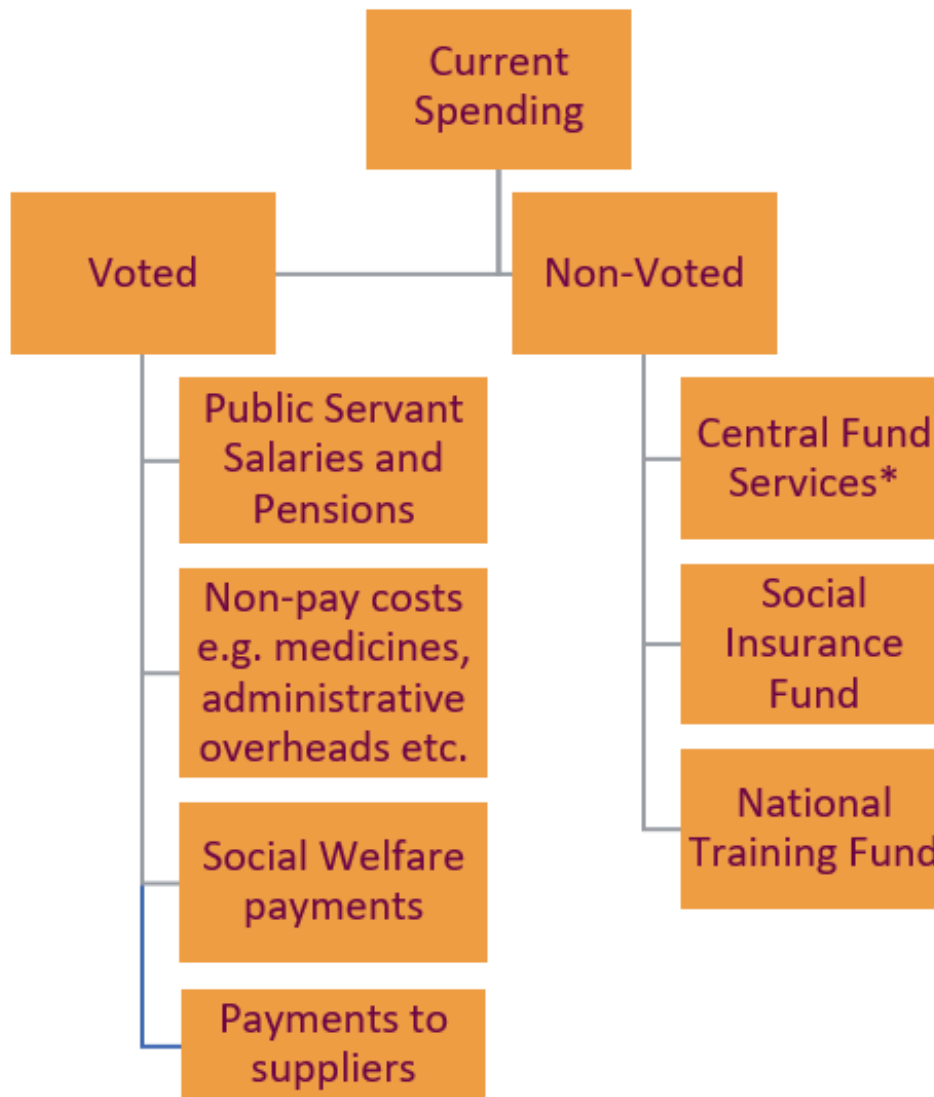 Current
Spending
Voted
Non-Voted
Public Servant
Salaries and
Pensions
Non-pay costs
e.g. medicines,
administrative
overheads etc.
Social Welfare
payments
Payments to
suppliers
Central Fund
Services*
Social
Insurance
Fund
National
Training Fund